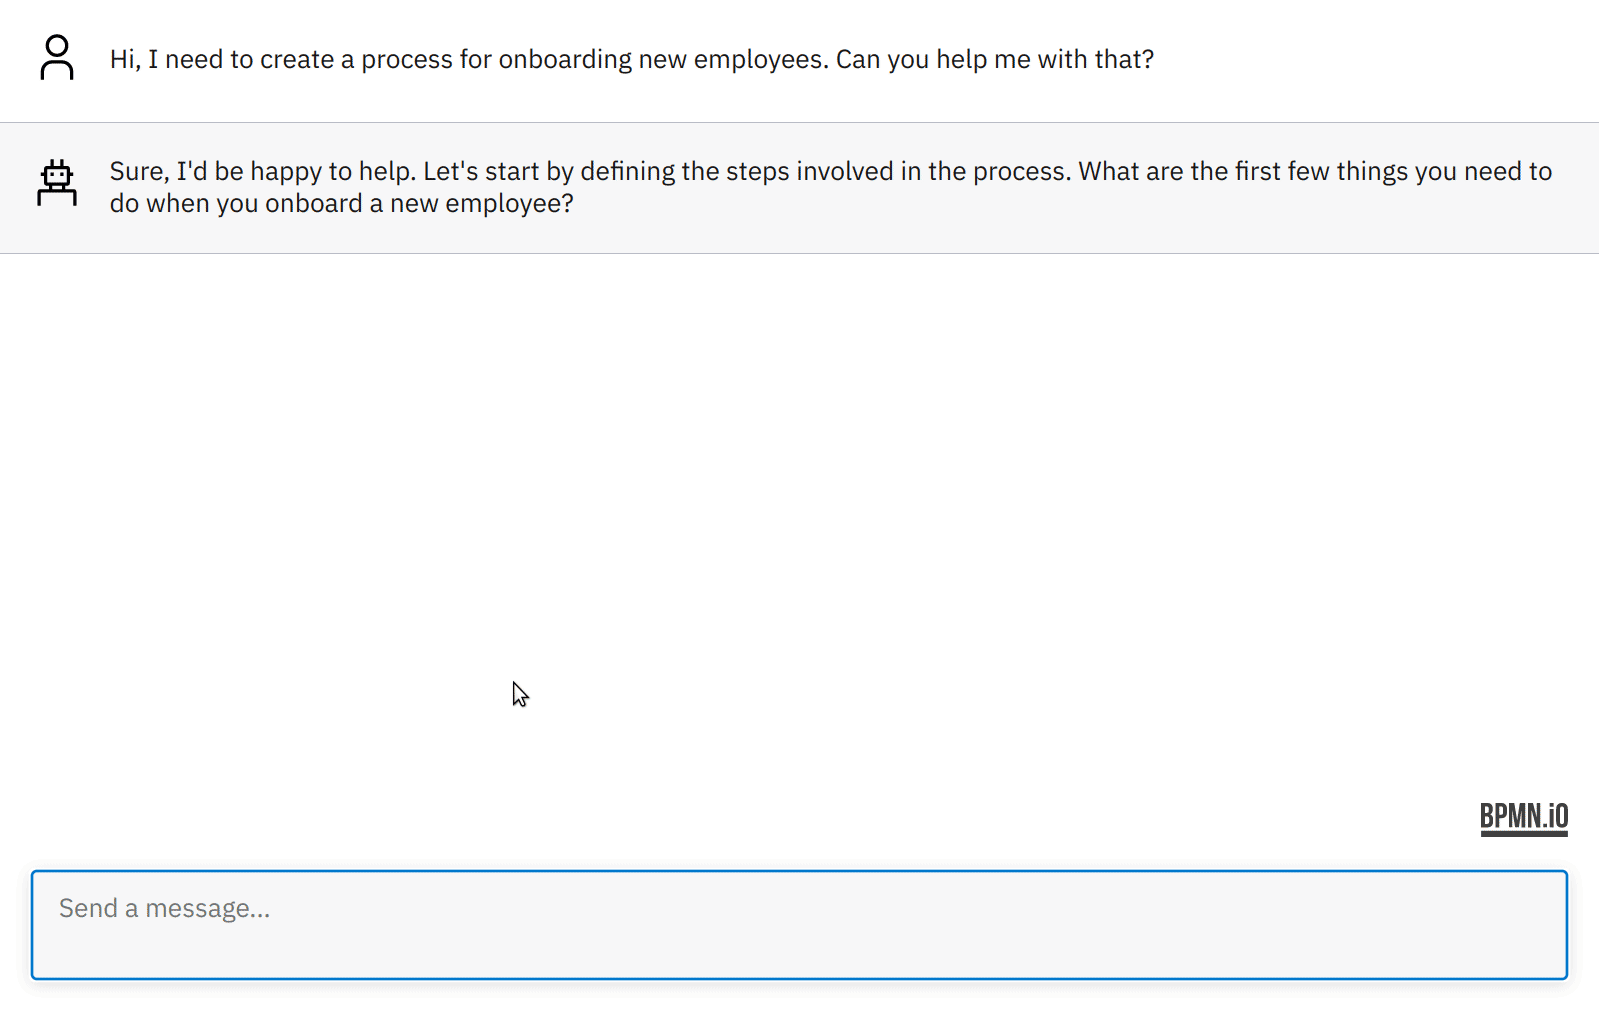 Hi, I need to create a process for onboarding new employees. Can you help me with that?
Sure, I'd be happy to help. Let's start by defining the steps involved in the process. What are the first few things you need to
do when you onboard a new employee?
BPMN.iO
Send a message...